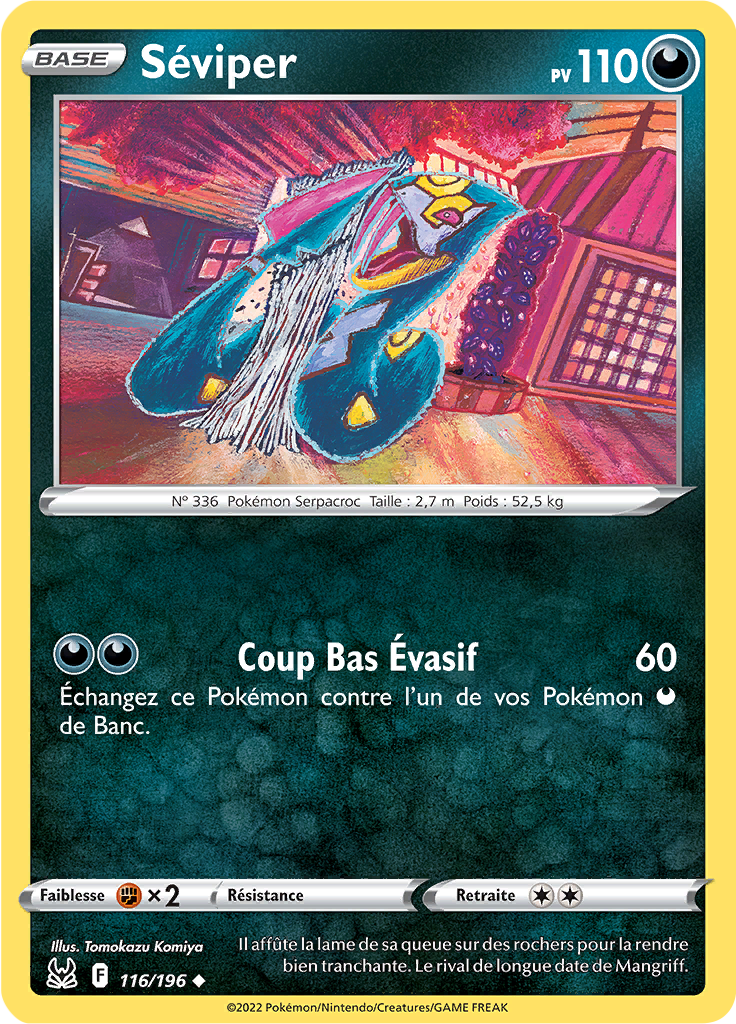 BASE Séviper PV 110
Nº 336 Pokémon Serpacroc Taille : 2,7 m Poids : 52,5 kg
Coup Bas Évasif 60
Échangez ce Pokémon contre l'un de vos Pokémon
de Banc.
Faiblesse ×2 Résistance Retraite
Illus. Tomokazu Komiya
Il affûte la lame de sa queue sur des rochers pour la rendre
bien tranchante. Le rival de longue date de Mangriff.
F 116/196
©2022 Pokémon/Nintendo/Creatures/GAME FREAK